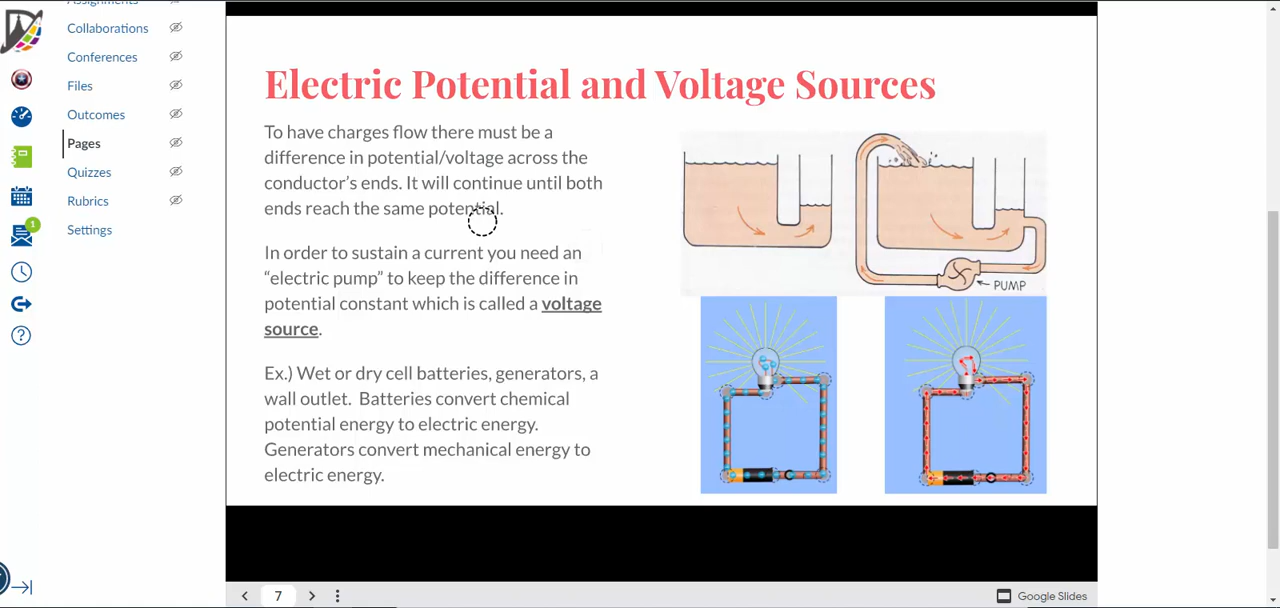 Assignments
Collaborations
Conferences
Files
Outcomes
Pages
Quizzes
Rubrics
Settings
1
Electric Potential and Voltage Sources
To have charges flow there must be a
difference in potential/voltage across the
conductor's ends. It will continue until both
ends reach the same potential.
In order to sustain a current you need an
“electric pump” to keep the difference in
potential constant which is called a voltage
source.
Ex.) Wet or dry cell batteries, generators, a
wall outlet. Batteries convert chemical
potential energy to electric energy.
Generators convert mechanical energy to
electric energy.
PUMP
7
Google Slides